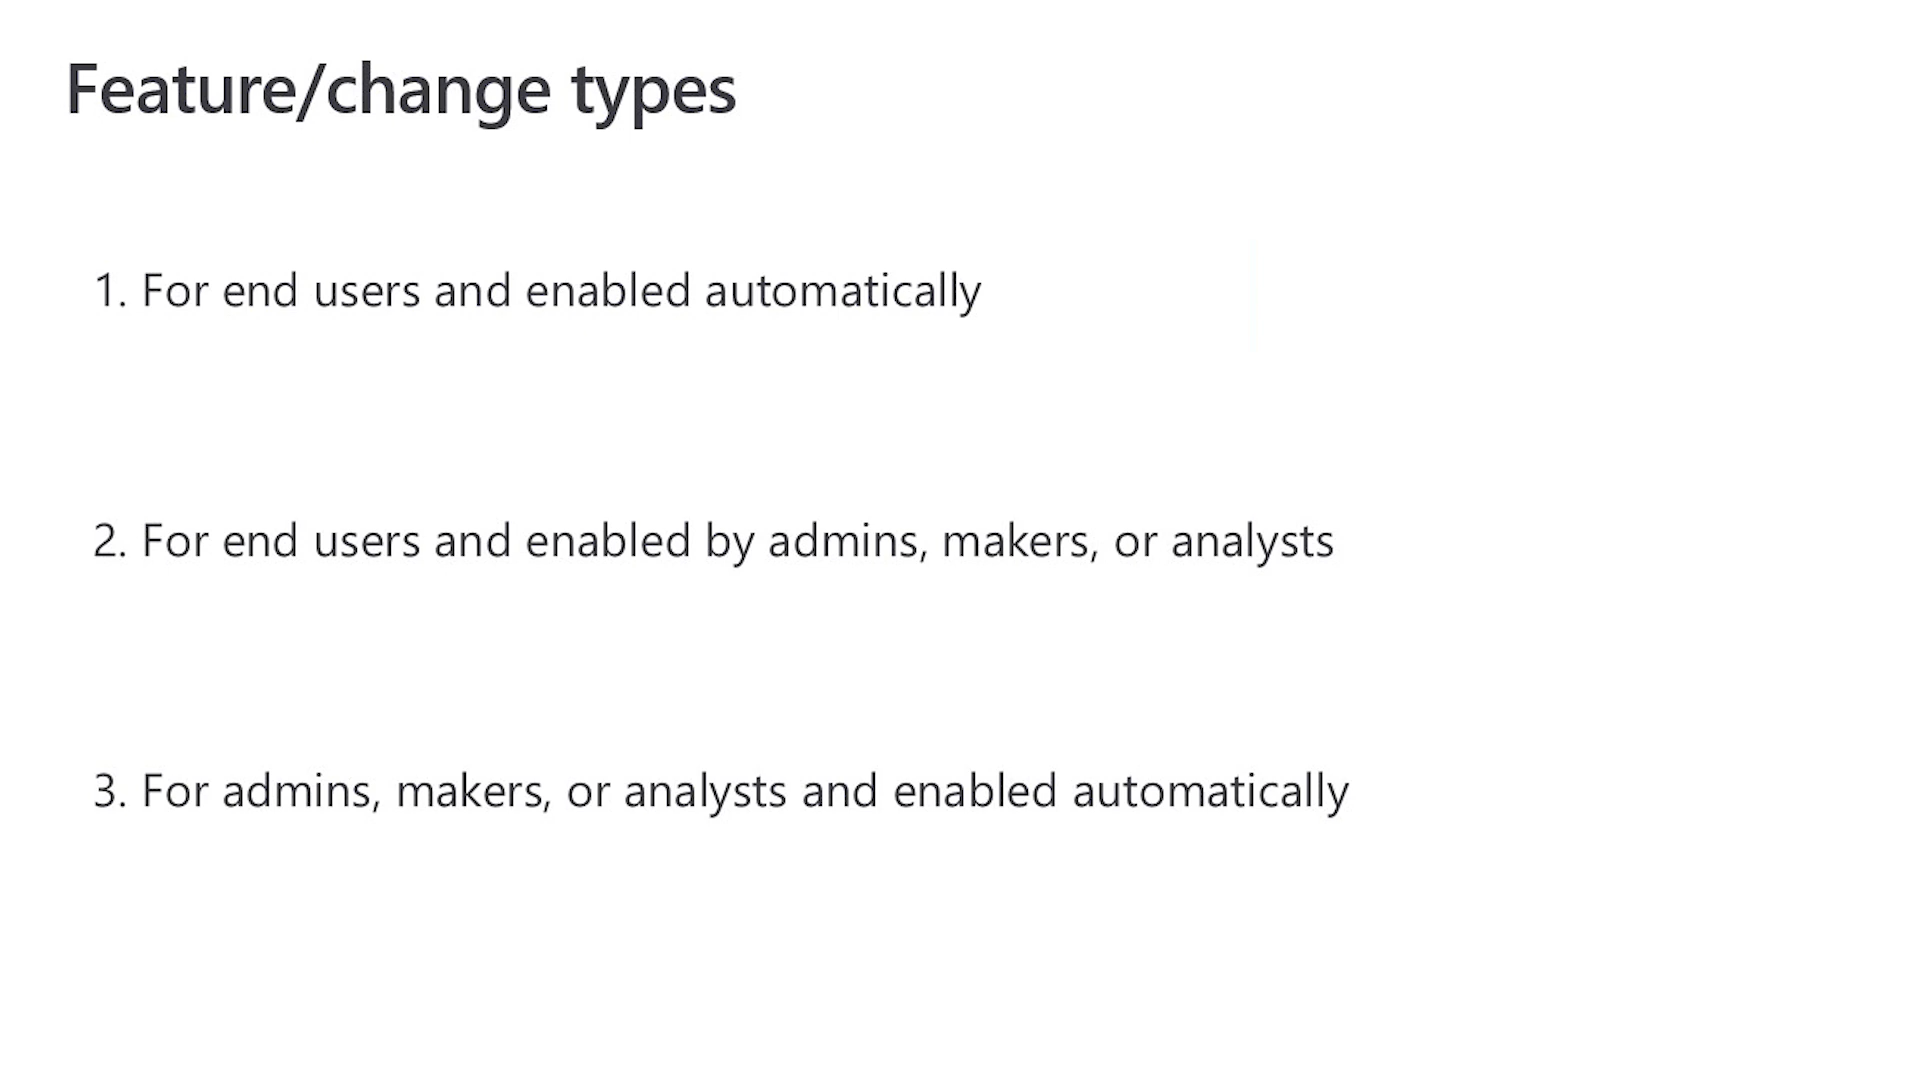 Feature/change types
1. For end users and enabled automatically
2. For end users and enabled by admins, makers, or analysts
3. For admins, makers, or analysts and enabled automatically